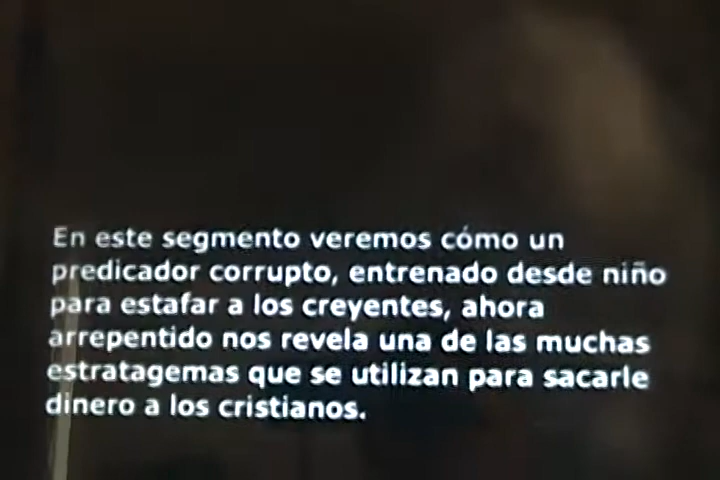 En este segmento veremos cómo un
predicador corrupto, entrenado desde niño
para estafar a los creyentes, ahora
arrepentido nos revela una de las muchas
estratagemas que se utilizan para sacarle
dinero a los cristianos.